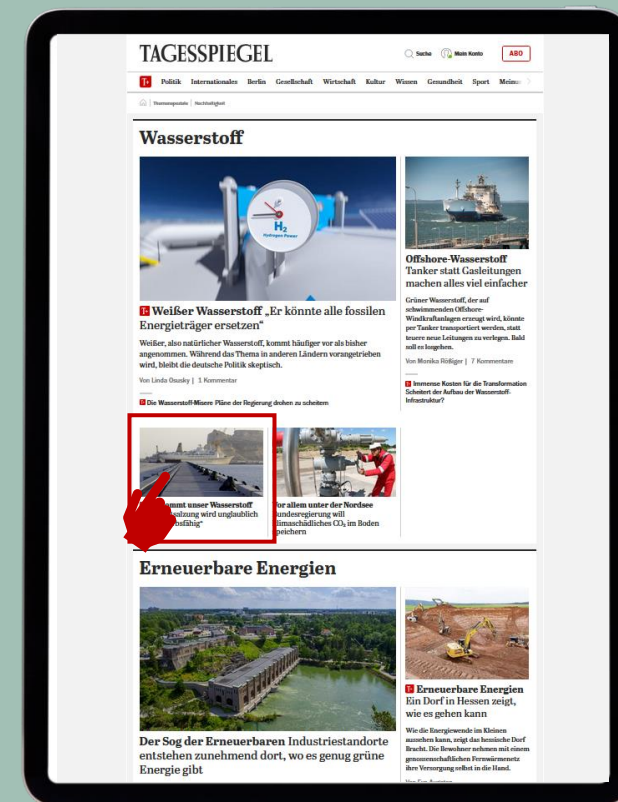 TAGESSPIEGEL
Suche
Mein Konto
ABO
T+ Politik Internationales Berlin Gesellschaft Wirtschaft Kultur Wissen Gesundheit Sport Meinu
Themenspeziale | Nachhaltigkeit
Wasserstoff
H2
Hydrogen Power
T+ Weißer Wasserstoff „Er könnte alle fossilen
Energieträger ersetzen“
Weißer, also natürlicher Wasserstoff, kommt häufiger vor als bisher
angenommen. Während das Thema in anderen Ländern vorangetrieben
wird, bleibt die deutsche Politik skeptisch.
Von Linda Osusky | 1 Kommentar
T+ Die Wasserstoff-Misere Pläne der Regierung drohen zu scheitern
Offshore-Wasserstoff
Tanker statt Gasleitungen
machen alles viel einfacher
Grüner Wasserstoff, der auf
schwimmenden Offshore-
Windkraftanlagen erzeugt wird, könnte
per Tanker transportiert werden, statt
teuere neue Leitungen zu verlegen. Bald
soll es losgehen.
Von Monika Rößiger | 7 Kommentare
T+ Immense Kosten für die Transformation
Scheitert der Aufbau der Wasserstoff-
Infrastruktur?
ommt unser Wasserstoff
salzung wird unglaublich
bsfähig“
Vor allem unter der Nordsee
Bundesregierung will
klimaschädliches CO₂ im Boden
speichern
Erneuerbare Energien
Der Sog der Erneuerbaren Industriestandorte
entstehen zunehmend dort, wo es genug grüne
Energie gibt
T+ Erneuerbare Energien
Ein Dorf in Hessen zeigt,
wie es gehen kann
Wie die Energiewende im Kleinen
aussehen kann, zeigt das hessische Dorf
Bracht. Die Bewohner nehmen mit einem
genossenschaftlichen Fernwärmenetz
ihre Versorgung selbst in die Hand.